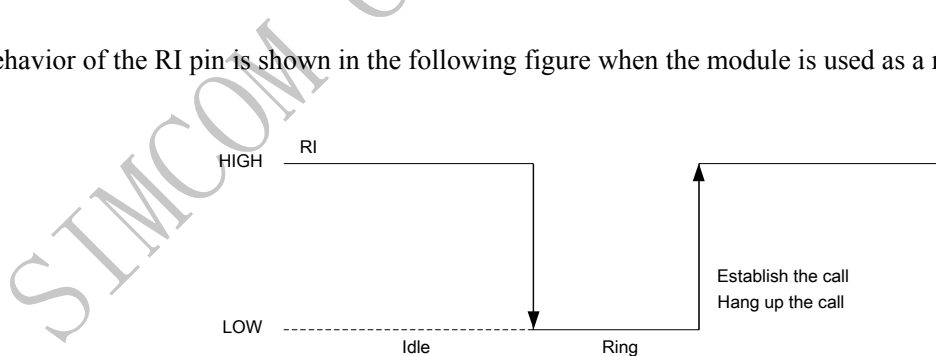 ehavior of the RI pin is shown in the following figure when the module is used as a
RI
HIGH
Establish the call
Hang up the call
LOW
Idle
Ring
SIMCOM